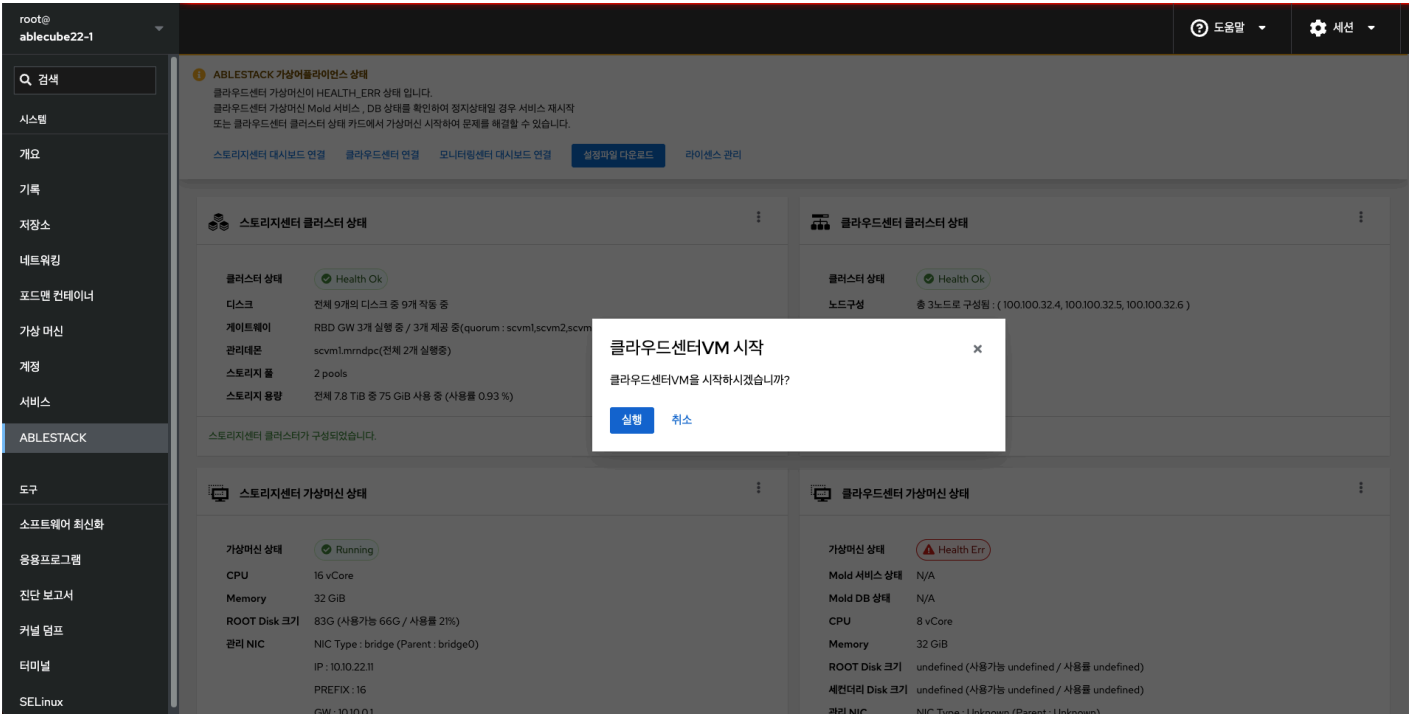 root@
ablecube22-1
도움말
세션
검색
시스템
개요
기록
저장소
네트워킹
포드맨 컨테이너
가상 머신
계정
서비스
ABLESTACK
도구
소프트웨어 최신화
응용프로그램
진단 보고서
커널 덤프
터미널
SELinux
ABLESTACK 가상어플라이언스 상태
클라우드센터 가상머신이 HEALTH_ERR 상태 입니다.
클라우드센터 가상머신 Mold 서비스 , DB 상태를 확인하여 정지상태일 경우 서비스 재시작
또는 클라우드센터 클러스터 상태 카드에서 가상머신 시작하여 문제를 해결할 수 있습니다.
스토리지센터 대시보드 연결 클라우드센터 연결 모니터링센터 대시보드 연결 설정파일 다운로드 라이센스 관리
스토리지센터 클러스터 상태
클러스터 상태 Health Ok
디스크 전체 9개의 디스크 중 9개 작동 중
게이트웨이 RBD GW 3개 실행 중 / 3개 제공 중(quorum : scvm1,scvm2,scvm
관리데몬 scvm1.mrndpc(전체 2개 실행중)
스토리지 풀 2 pools
스토리지 용량 전체 7.8 TiB 중 75 GiB 사용 중 (사용률 0.93 %)
스토리지센터 클러스터가 구성되었습니다.
클라우드센터 클러스터 상태
클러스터 상태 Health Ok
노드구성 총 3노드로 구성됨 : ( 100.100.32.4, 100.100.32.5, 100.100.32.6 )
클라우드센터VM 시작
클라우드센터VM을 시작하시겠습니까?
실행 취소
스토리지센터 가상머신 상태
가상머신 상태 Running
CPU 16 vCore
Memory 32 GiB
ROOT Disk 크기 83G (사용가능 66G / 사용률 21%)
관리 NIC NIC Type : bridge (Parent : bridge0)
IP : 10.10.22.11
PREFIX : 16
GW : 10.10.0.1
클라우드센터 가상머신 상태
가상머신 상태 Health Err
Mold 서비스 상태 N/A
Mold DB 상태 N/A
CPU 8 vCore
Memory 32 GiB
ROOT Disk 크기 undefined (사용가능 undefined / 사용률 undefined)
세컨더리 Disk 크기 undefined (사용가능 undefined / 사용률 undefined)
관리 NIC NIC Type : Unknown (Parent : Unknown)